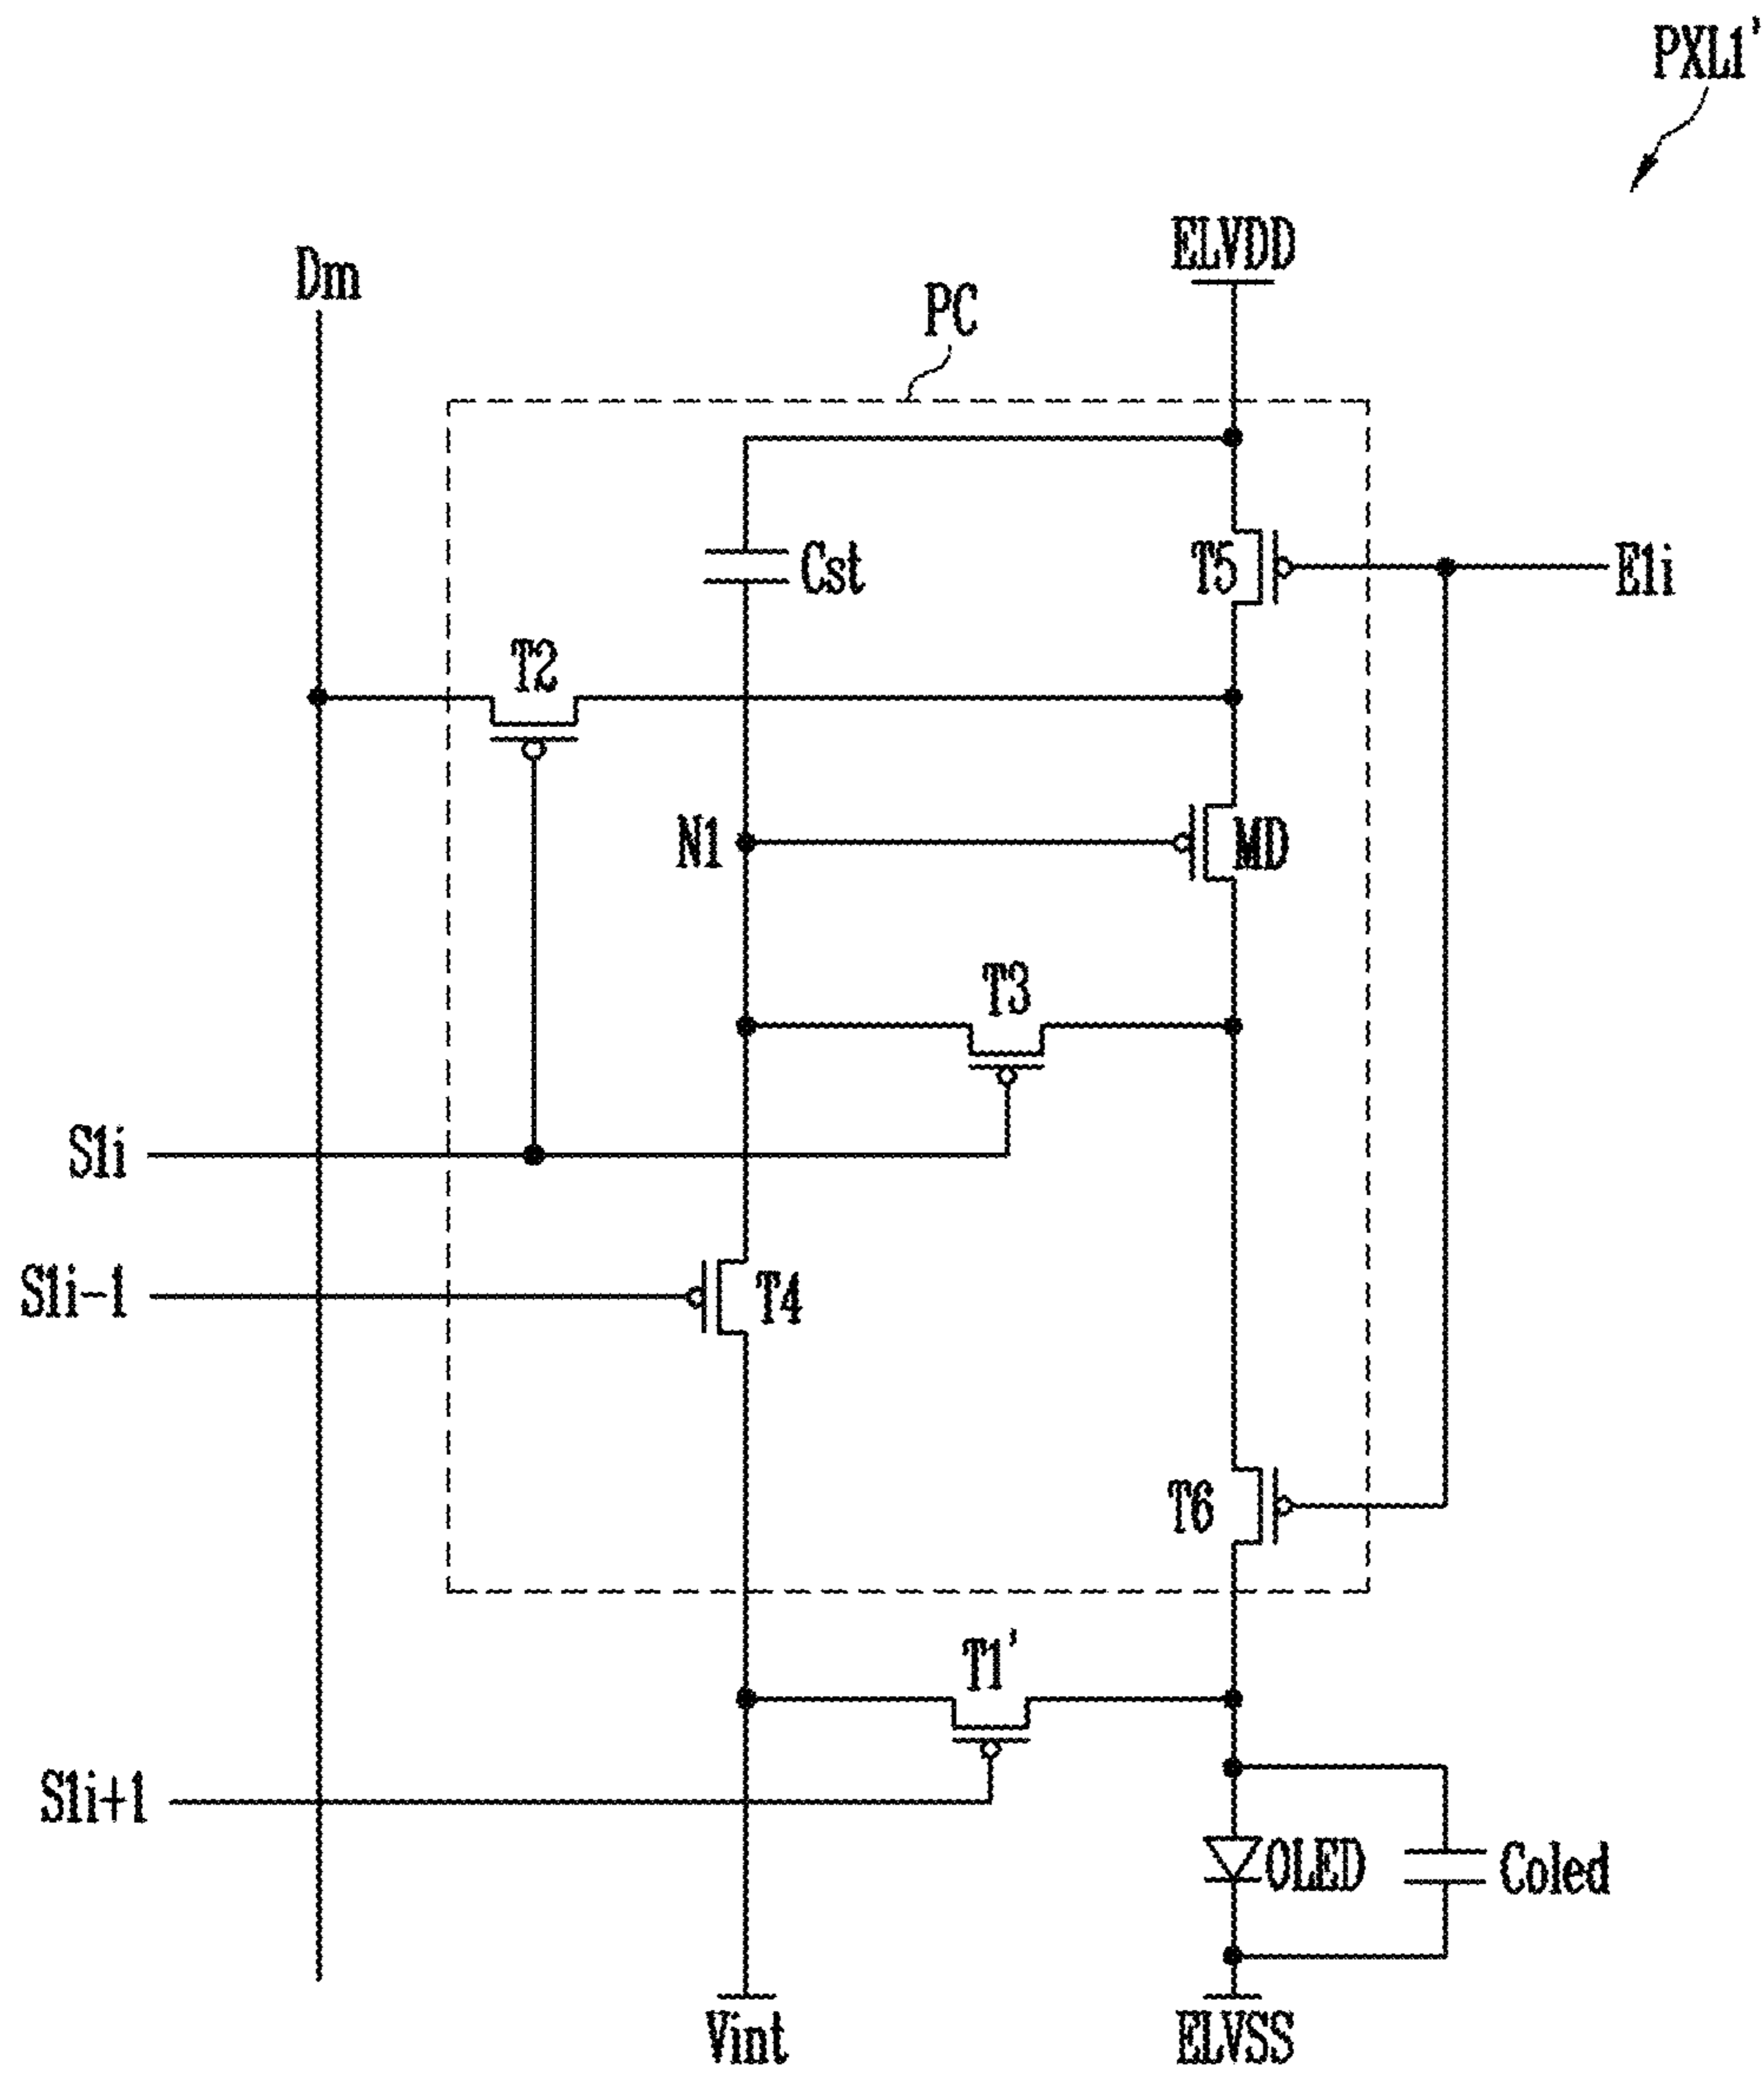 PXL1'
ELVDD
Dm
PC
Cst
T5
E1i
T2
N1
MD
T3
S1i
S1i-1
T4
T6
T1'
S1i+1
OLED
Coled
Vint
ELVSS